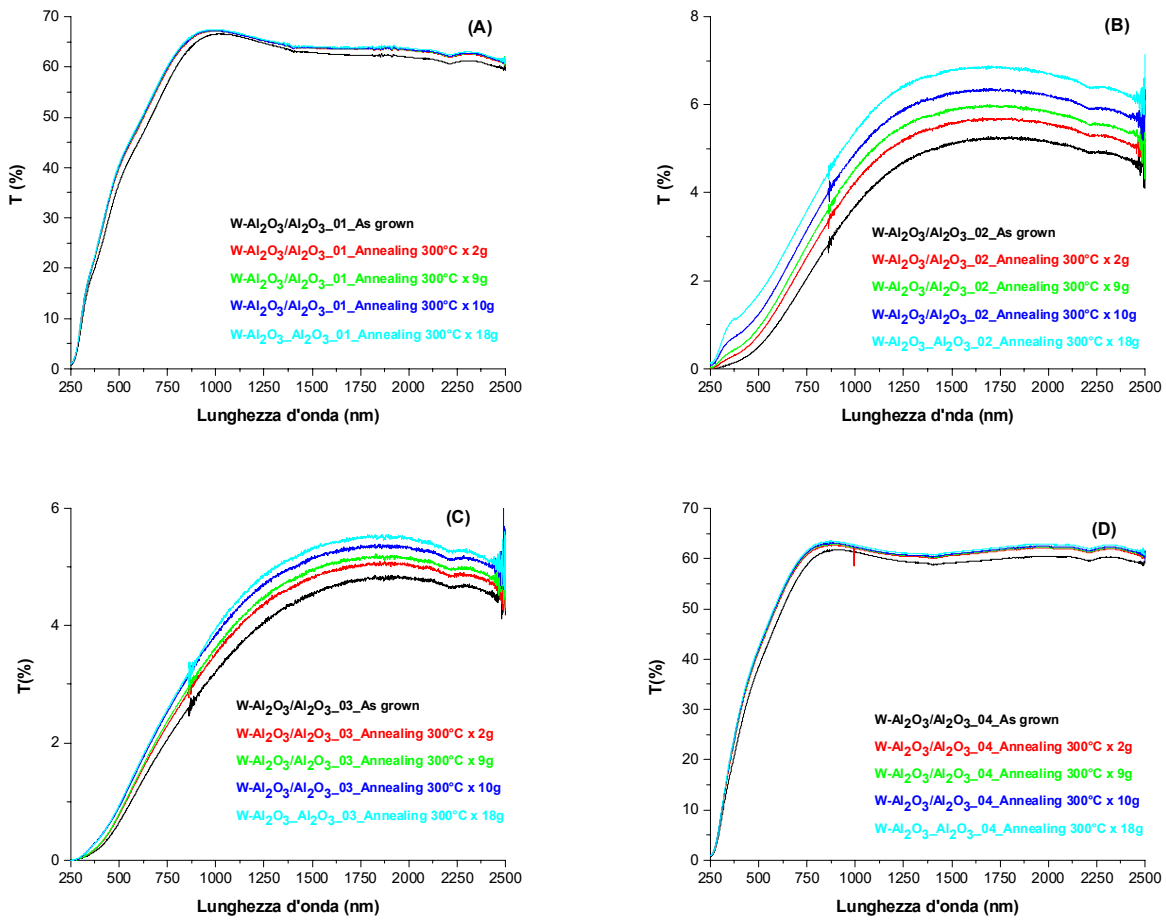 (A)
T (%)
70
60
50
40
30
20
10
0
W-Al2O3/Al2O3_01_As grown
W-Al2O3/Al2O3_01_Annealing 300°C x 2g
W-Al2O3/Al2O3_01_Annealing 300°C x 9g
W-Al2O3/Al2O3_01_Annealing 300°C x 10g
W-Al2O3_Al2O3_01_Annealing 300°C x 18g
250 500 750 1000 1250 1500 1750 2000 2250 2500
Lunghezza d'onda (nm)
(B)
T (%)
8
6
4
2
0
W-Al2O3/Al2O3_02_As grown
W-Al2O3/Al2O3_02_Annealing 300°C x 2g
W-Al2O3/Al2O3_02_Annealing 300°C x 9g
W-Al2O3/Al2O3_02_Annealing 300°C x 10g
W-Al2O3_Al2O3_02_Annealing 300°C x 18g
250 500 750 1000 1250 1500 1750 2000 2250 2500
Lunghezza d'nda (nm)
(C)
T(%)
6
4
2
0
W-Al2O3/Al2O3_03_As grown
W-Al2O3/Al2O3_03_Annealing 300°C x 2g
W-Al2O3/Al2O3_03_Annealing 300°C x 9g
W-Al2O3/Al2O3_03_Annealing 300°C x 10g
W-Al2O3_Al2O3_03_Annealing 300°C x 18g
250 500 750 1000 1250 1500 1750 2000 2250 2500
Lunghezza d'onda (nm)
(D)
T(%)
70
60
50
40
30
20
10
0
W-Al2O3/Al2O3_04_As grown
W-Al2O3/Al2O3_04_Annealing 300°C x 2g
W-Al2O3/Al2O3_04_Annealing 300°C x 9g
W-Al2O3/Al2O3_04_Annealing 300°C x 10g
W-Al2O3_Al2O3_04_Annealing 300°C x 18g
250 500 750 1000 1250 1500 1750 2000 2250 2500
Lunghezza d'onda (nm)